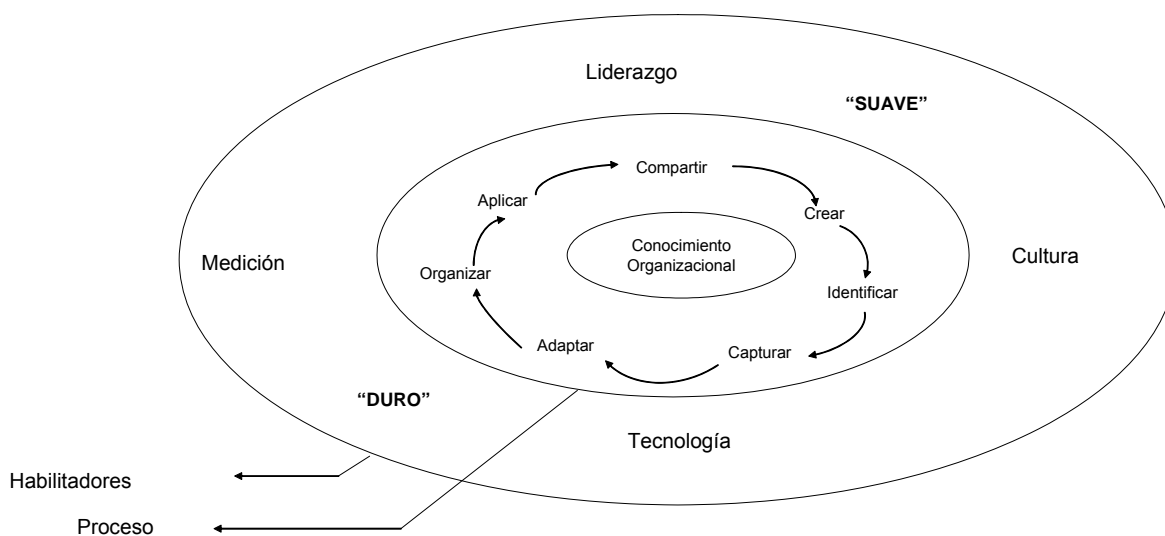 Liderazgo
“SUAVE”
Compartir
Aplicar
Crear
Conocimiento
Organizacional
Medición
Cultura
Organizar
Identificar
Adaptar
Capturar
“DURO”
Tecnología
Habilitadores
Proceso